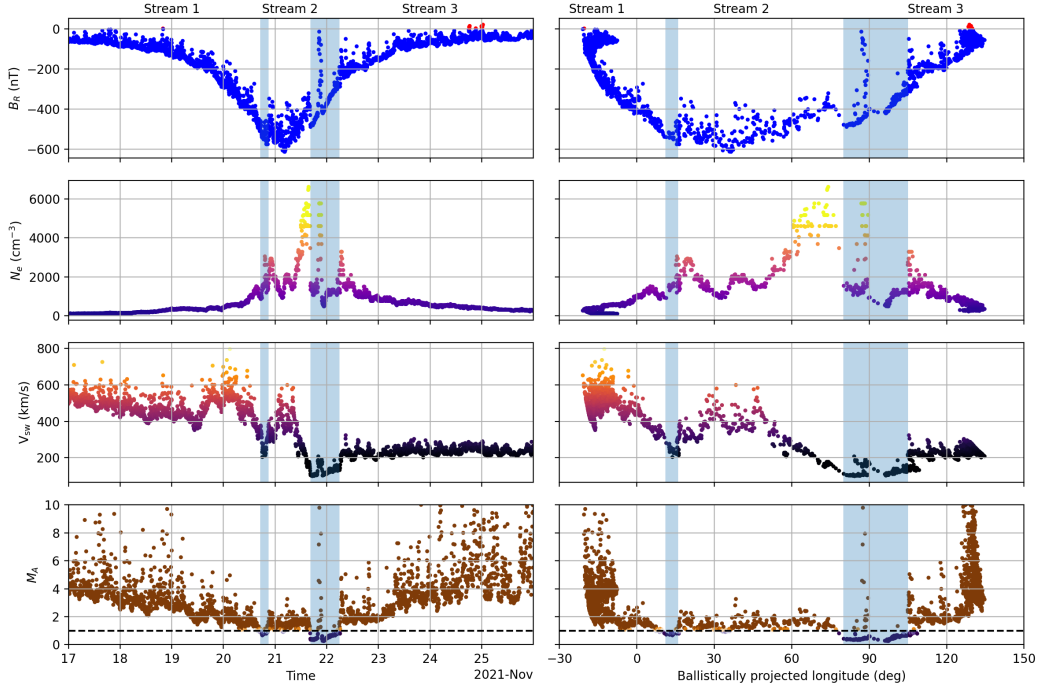 Stream 1 Stream 2 Stream 3 Stream 1 Stream 2 Stream 3
0
−200
−400
−600
B_R (nT)
6000
4000
2000
0
N_e (cm^−3)
800
600
400
200
V_sw (km/s)
10
8
6
4
2
0
M_A
17 18 19 20 21 22 23 24 25 −30 0 30 60 90 120 150
Time 2021-Nov Ballistically projected longitude (deg)